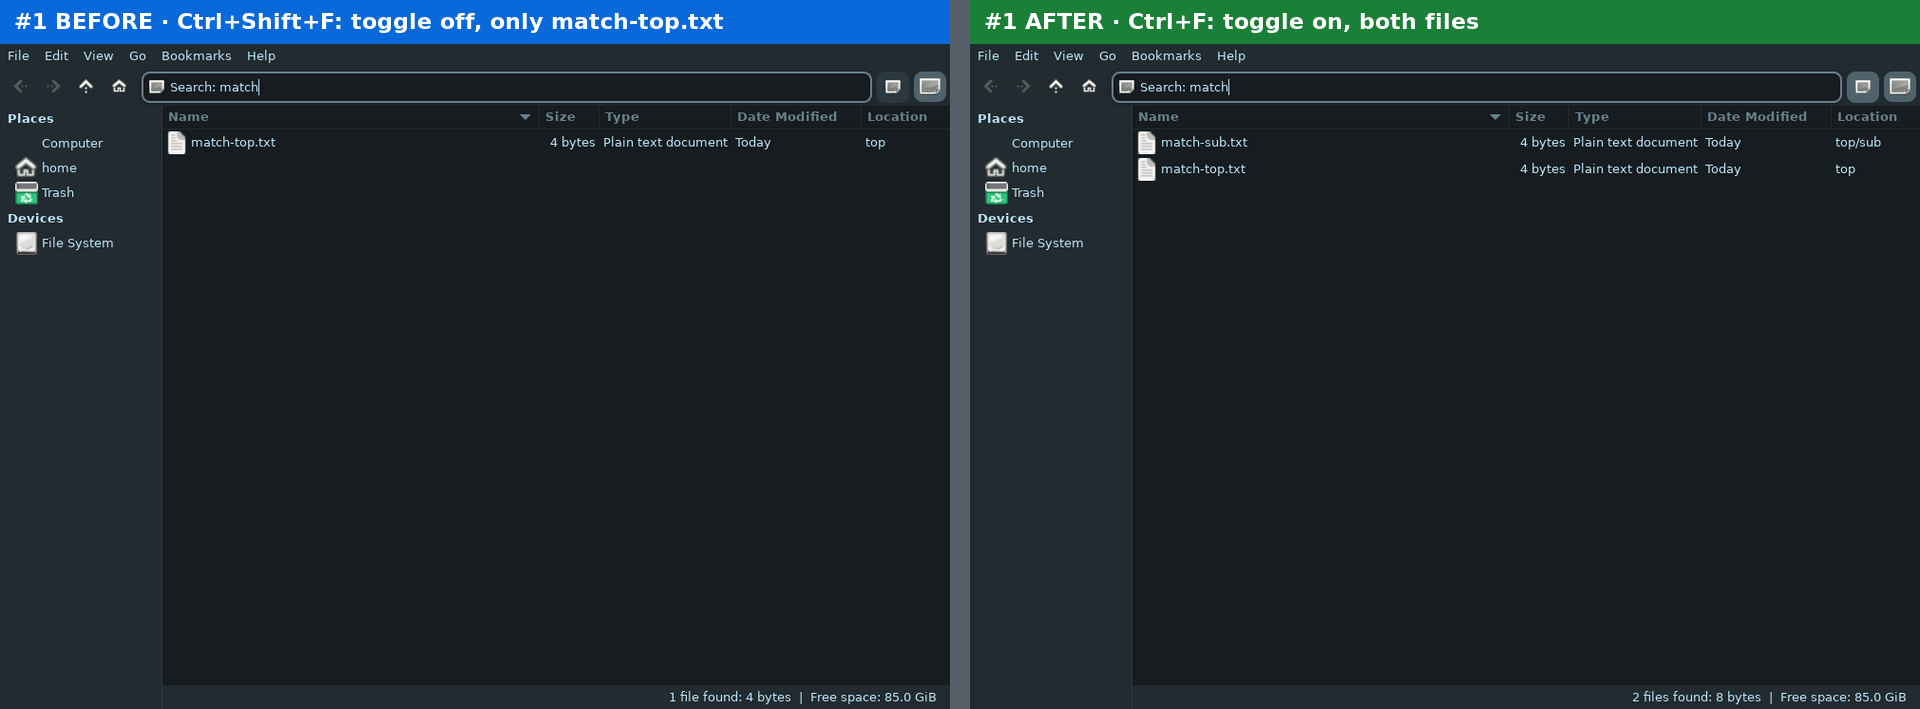 #1 BEFORE · Ctrl+Shift+F: toggle off, only match-top.txt
File Edit View Go Bookmarks Help
Search: match
Places
Computer
home
Trash
Devices
File System
Name Size Type Date Modified Location
match-top.txt 4 bytes Plain text document Today top
1 file found: 4 bytes | Free space: 85.0 GiB
#1 AFTER · Ctrl+F: toggle on, both files
File Edit View Go Bookmarks Help
Search: match
Places
Computer
home
Trash
Devices
File System
Name Size Type Date Modified Location
match-sub.txt 4 bytes Plain text document Today top/sub
match-top.txt 4 bytes Plain text document Today top
2 files found: 8 bytes | Free space: 85.0 GiB